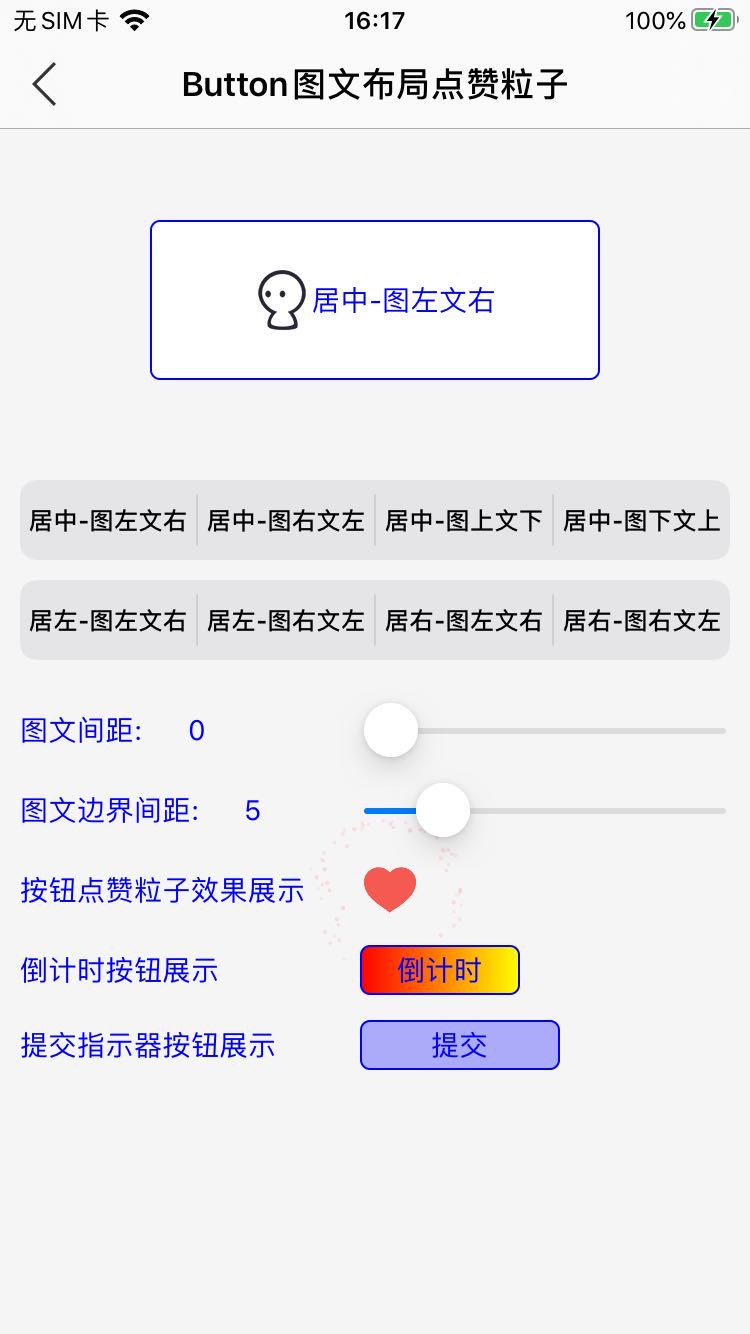 无SIM卡 16:17 100%
Button图文布局点赞粒子
居中-图左文右
居中-图左文右 居中-图右文左 居中-图上文下 居中-图下文上
居左-图左文右 居左-图右文左 居右-图左文右 居右-图右文左
图文间距: 0
图文边界间距: 5
按钮点赞粒子效果展示
倒计时按钮展示 倒计时
提交指示器按钮展示 提交